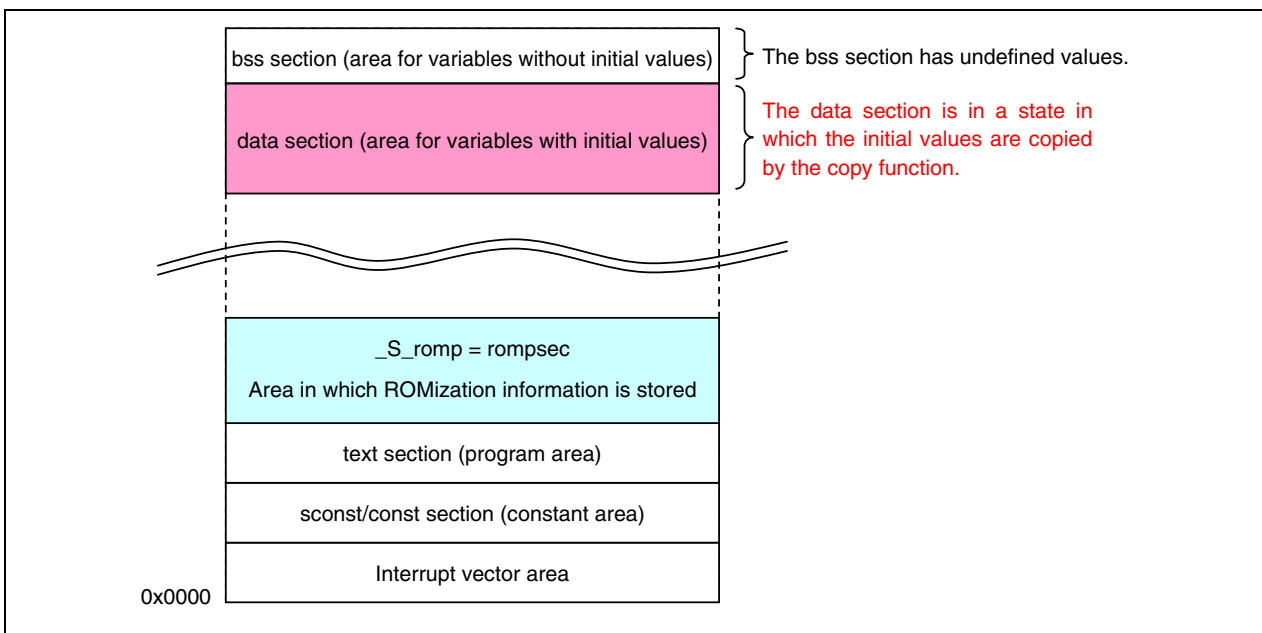 bss section (area for variables without initial values)
The bss section has undefined values.
data section (area for variables with initial values)
The data section is in a state in
which the initial values are copied
by the copy function.
_S_romp = rompsec
Area in which ROMization information is stored
text section (program area)
sconst/const section (constant area)
Interrupt vector area
0x0000